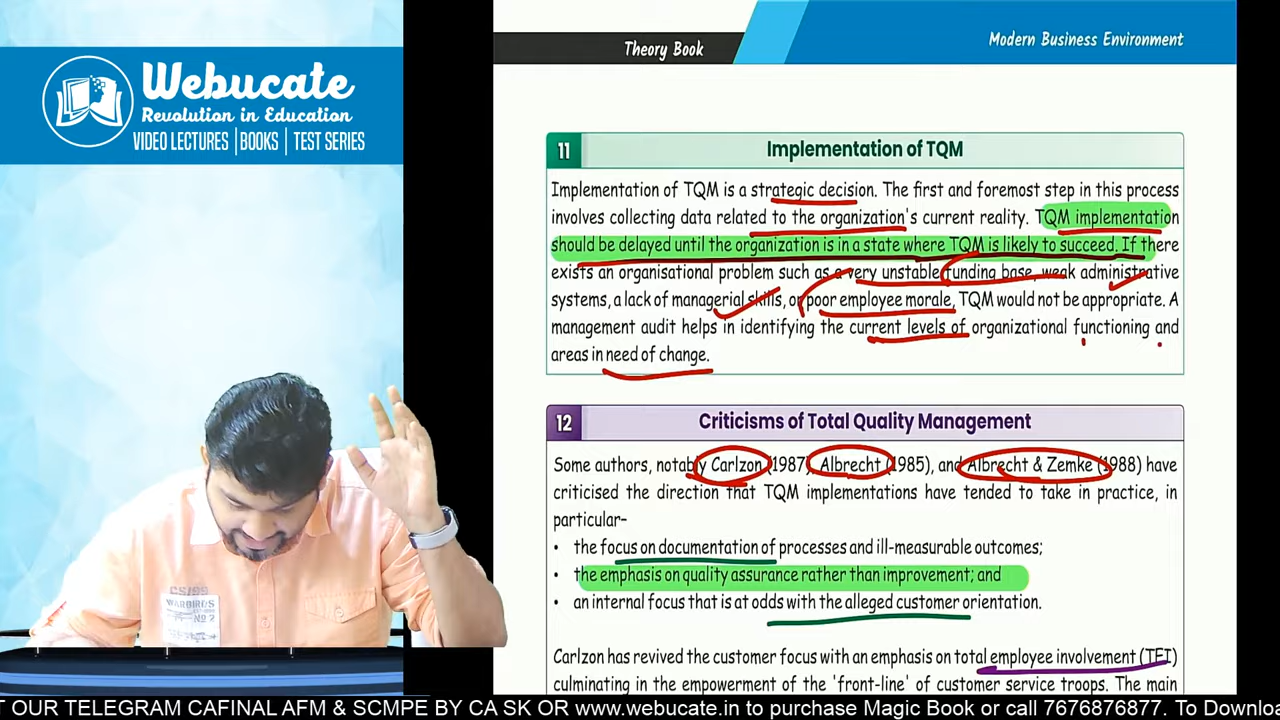 Webucate
Revolution in Education
VIDEO LECTURES | BOOKS | TEST SERIES
Theory Book
Modern Business Environment
11
Implementation of TQM
Implementation of TQM is a strategic decision. The first and foremost step in this process
involves collecting data related to the organization's current reality. TQM implementation
should be delayed until the organization is in a state where TQM is likely to succeed. If there
exists an organisational problem such as a very unstable funding base, weak administrative
systems, a lack of managerial skills, or poor employee morale, TQM would not be appropriate. A
management audit helps in identifying the current levels of organizational functioning and
areas in need of change.
12
Criticisms of Total Quality Management
Some authors, notably Carlzon (1987), Albrecht (1985), and Albrecht & Zemke (1988) have
criticised the direction that TQM implementations have tended to take in practice, in
particular–
• the focus on documentation of processes and ill-measurable outcomes;
• the emphasis on quality assurance rather than improvement; and
• an internal focus that is at odds with the alleged customer orientation.
Carlzon has revived the customer focus with an emphasis on total employee involvement (TEI)
culminating in the empowerment of the 'front-line' of customer service troops. The main
CS/99
WARBIRDS
Nº 2
T OUR TELEGRAM CAFINAL AFM & SCMPE BY CA SK OR www.webucate.in to purchase Magic Book or call 7676876877. To Downloa